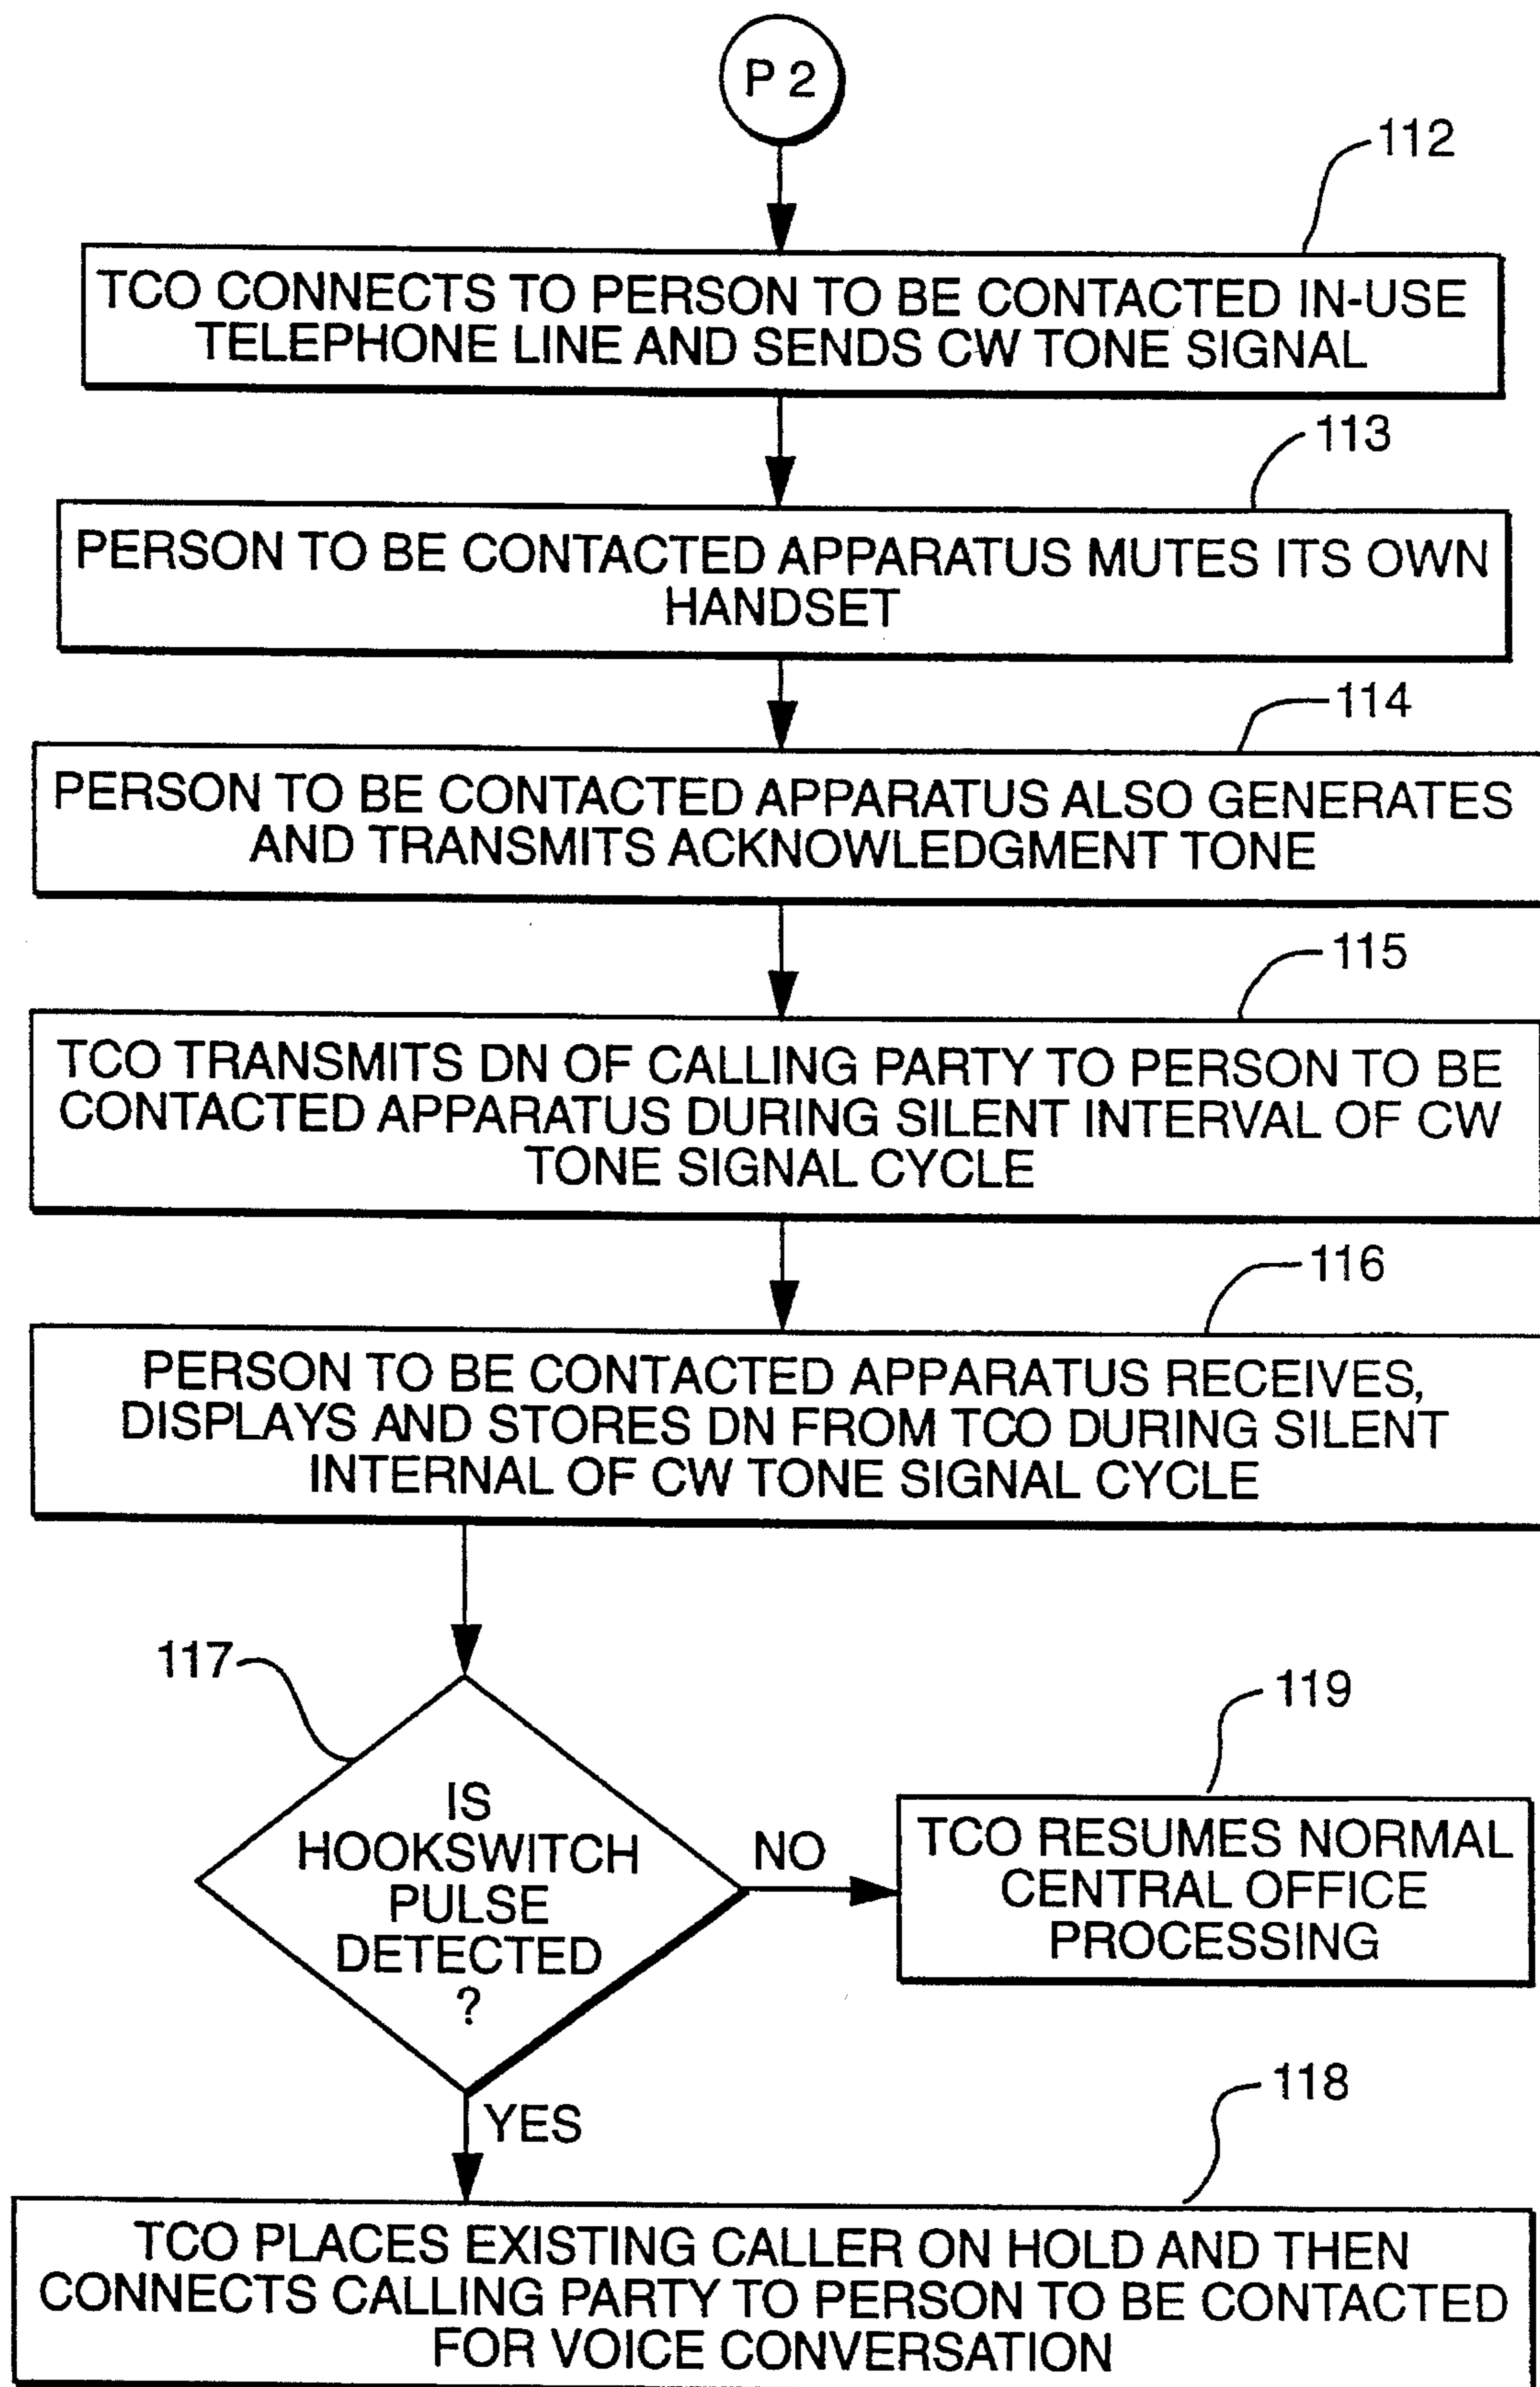 P 2
112
TCO CONNECTS TO PERSON TO BE CONTACTED IN-USE
TELEPHONE LINE AND SENDS CW TONE SIGNAL
113
PERSON TO BE CONTACTED APPARATUS MUTES ITS OWN
HANDSET
114
PERSON TO BE CONTACTED APPARATUS ALSO GENERATES
AND TRANSMITS ACKNOWLEDGMENT TONE
115
TCO TRANSMITS DN OF CALLING PARTY TO PERSON TO BE
CONTACTED APPARATUS DURING SILENT INTERVAL OF CW
TONE SIGNAL CYCLE
116
PERSON TO BE CONTACTED APPARATUS RECEIVES,
DISPLAYS AND STORES DN FROM TCO DURING SILENT
INTERNAL OF CW TONE SIGNAL CYCLE
117
IS
HOOKSWITCH
PULSE
DETECTED
?
NO
119
TCO RESUMES NORMAL
CENTRAL OFFICE
PROCESSING
YES
118
TCO PLACES EXISTING CALLER ON HOLD AND THEN
CONNECTS CALLING PARTY TO PERSON TO BE CONTACTED
FOR VOICE CONVERSATION